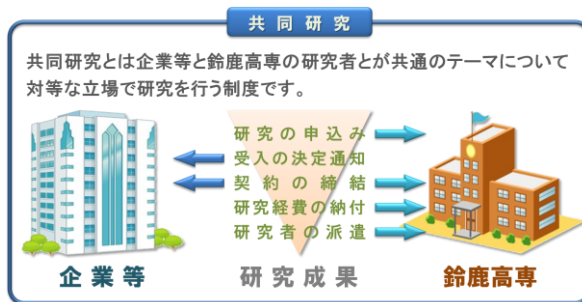 共同研究
共同研究とは企業等と鈴鹿高専の研究者とが共通のテーマについて
対等な立場で研究を行う制度です。
研究の申込み
受入の決定通知
契約の締結
研究経費の納付
研究者の派遣
企業等
研究成果
鈴鹿高専